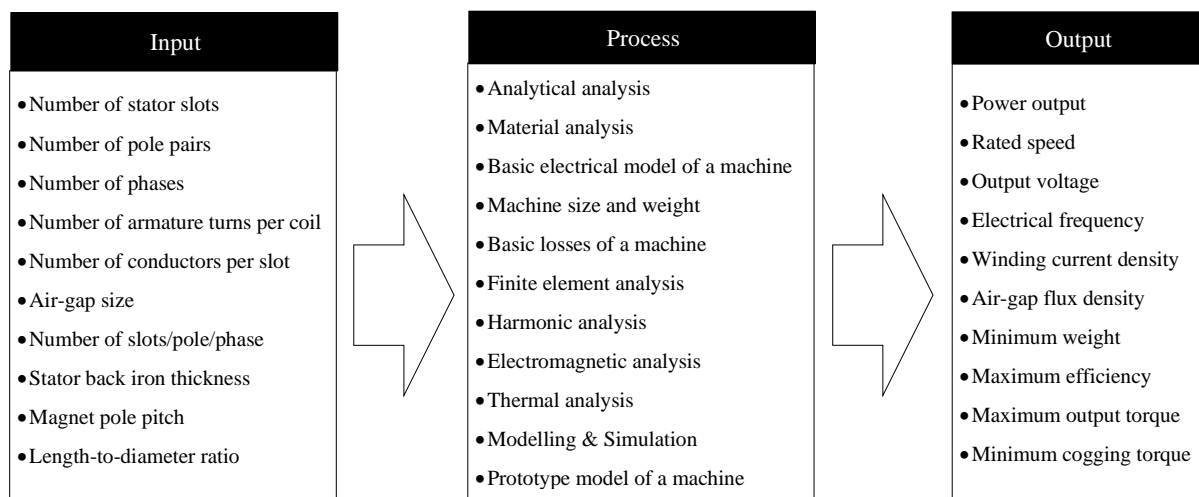 Input
• Number of stator slots
• Number of pole pairs
• Number of phases
• Number of armature turns per coil
• Number of conductors per slot
• Air-gap size
• Number of slots/pole/phase
• Stator back iron thickness
• Magnet pole pitch
• Length-to-diameter ratio
Process
• Analytical analysis
• Material analysis
• Basic electrical model of a machine
• Machine size and weight
• Basic losses of a machine
• Finite element analysis
• Harmonic analysis
• Electromagnetic analysis
• Thermal analysis
• Modelling & Simulation
• Prototype model of a machine
Output
• Power output
• Rated speed
• Output voltage
• Electrical frequency
• Winding current density
• Air-gap flux density
• Minimum weight
• Maximum efficiency
• Maximum output torque
• Minimum cogging torque